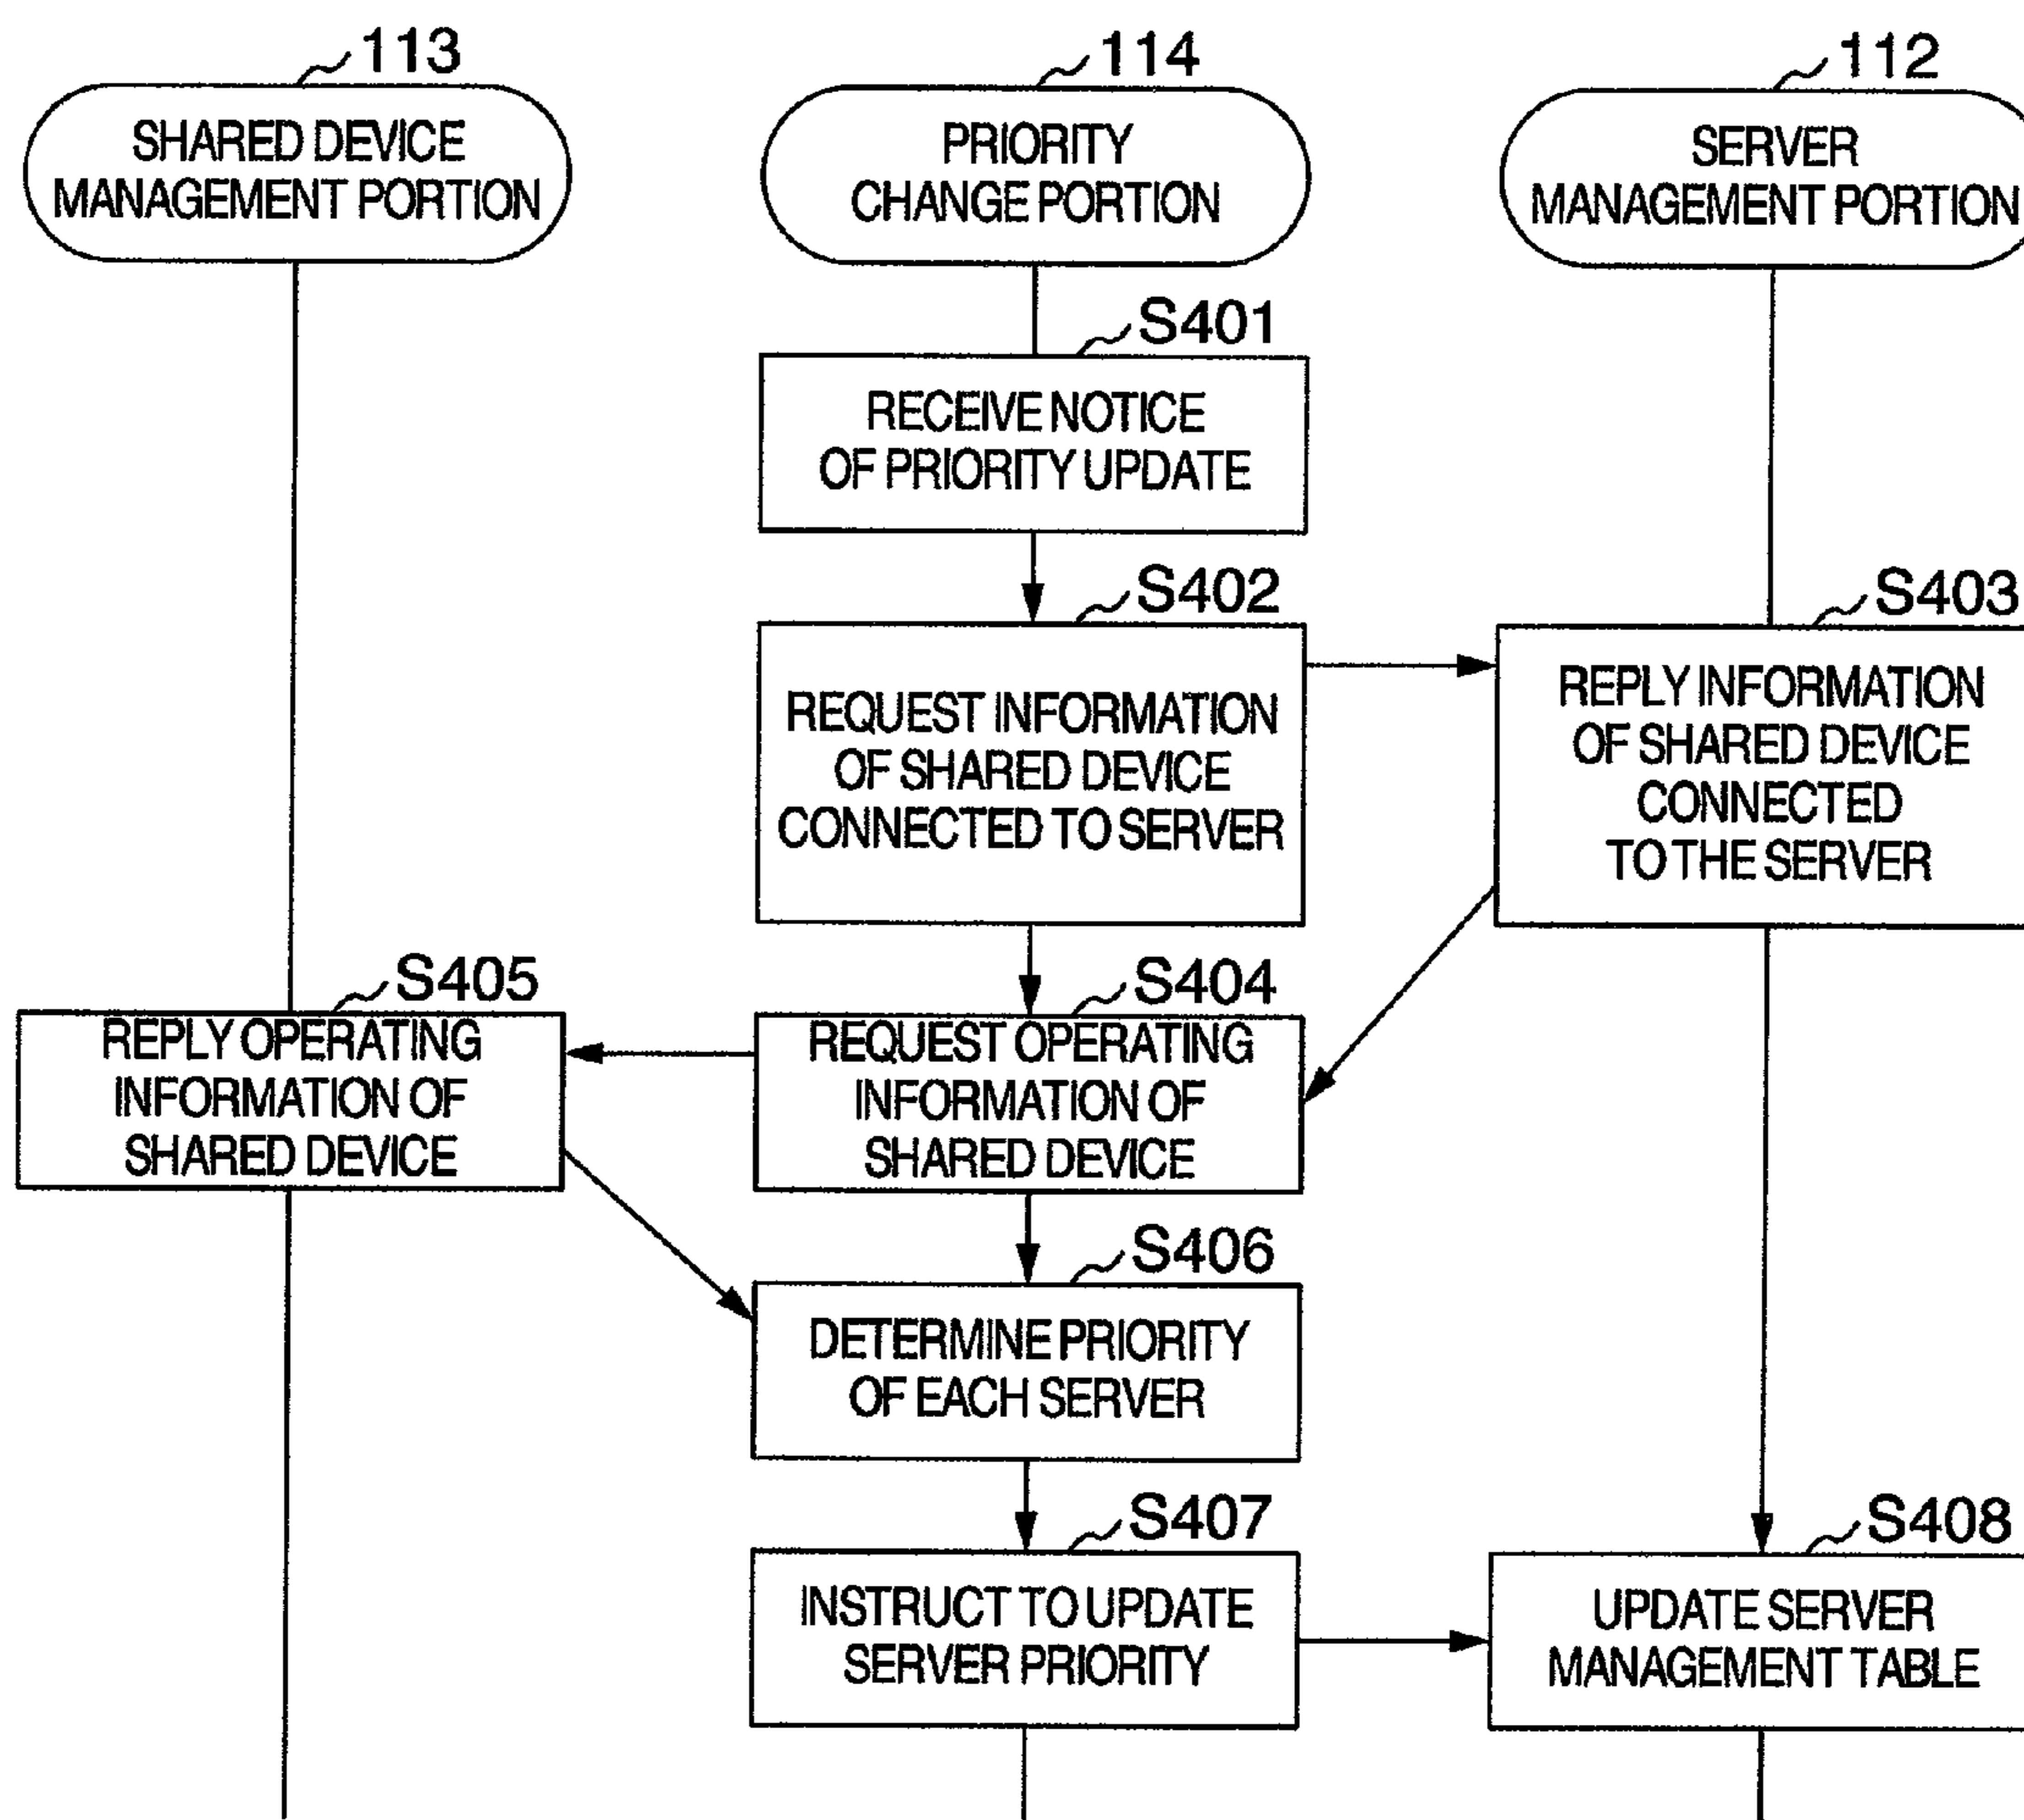 113
SHARED DEVICE
MANAGEMENT PORTION
114
PRIORITY
CHANGE PORTION
112
SERVER
MANAGEMENT PORTION
S401
RECEIVE NOTICE
OF PRIORITY UPDATE
S402
REQUEST INFORMATION
OF SHARED DEVICE
CONNECTED TO SERVER
S403
REPLY INFORMATION
OF SHARED DEVICE
CONNECTED
TO THE SERVER
S405
REPLY OPERATING
INFORMATION OF
SHARED DEVICE
S404
REQUEST OPERATING
INFORMATION OF
SHARED DEVICE
S406
DETERMINE PRIORITY
OF EACH SERVER
S407
INSTRUCT TO UPDATE
SERVER PRIORITY
S408
UPDATE SERVER
MANAGEMENT TABLE